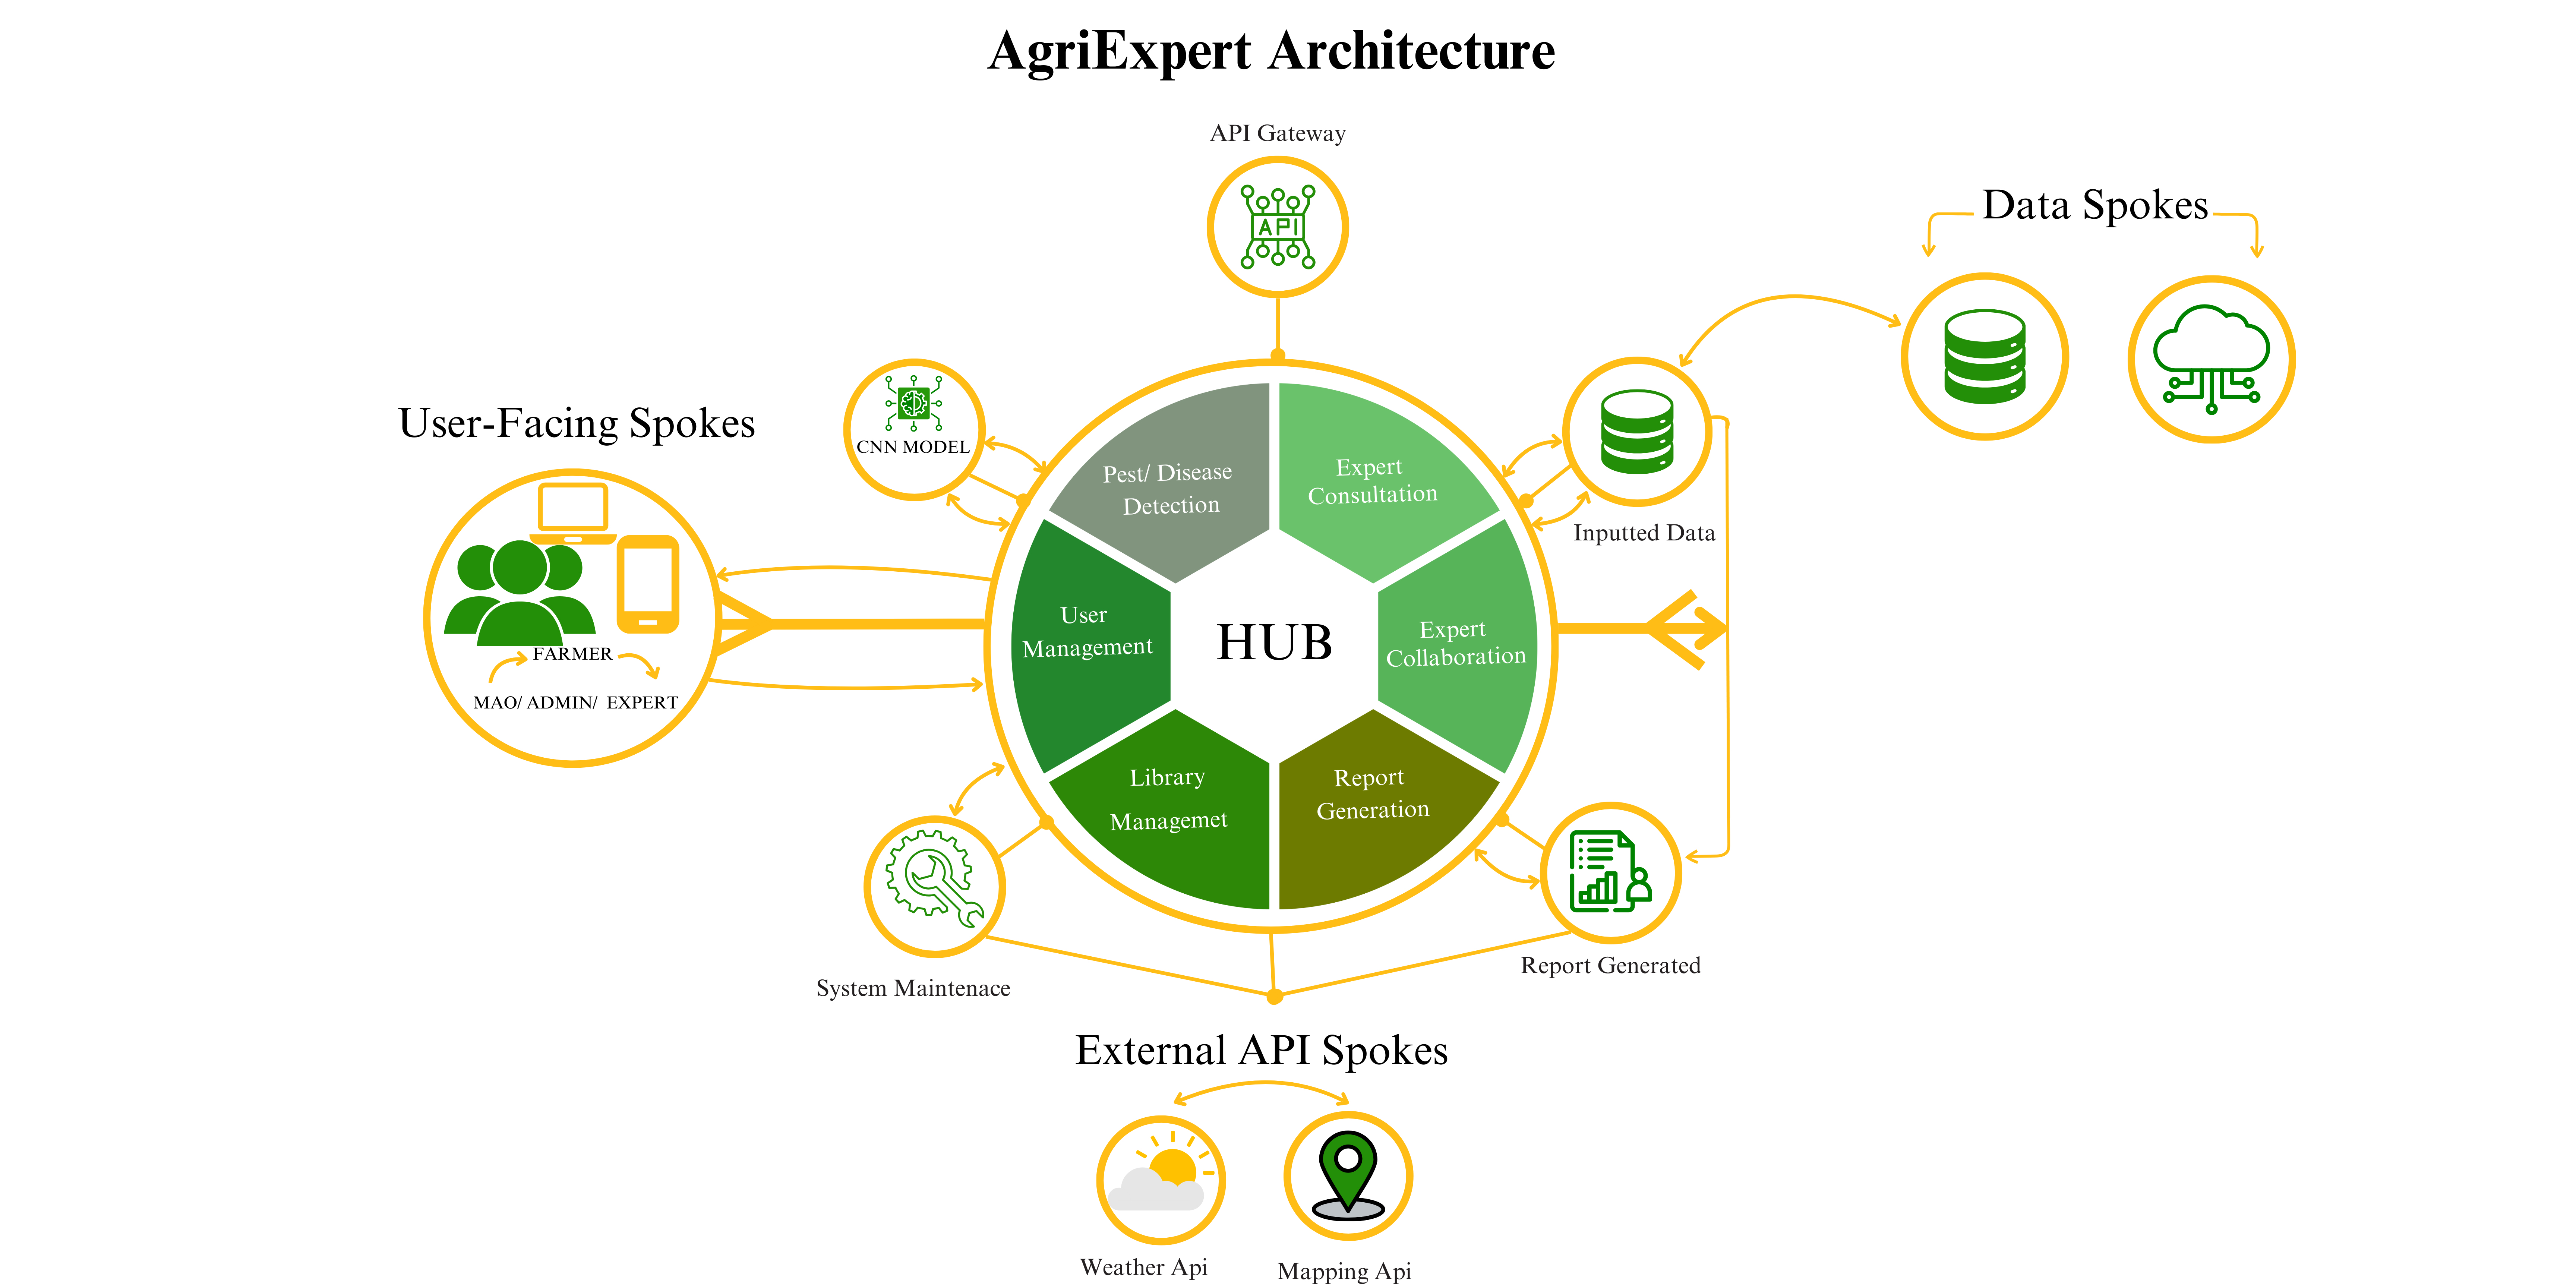 AgriExpert Architecture
API Gateway
API
Data Spokes
User-Facing Spokes
CNN MODEL
Pest/ Disease
Detection
Expert
Consultation
Inputted Data
User
Management
HUB
Expert
Collaboration
FARMER
MAO/ ADMIN/ EXPERT
Library
Managemet
Report
Generation
System Maintenace
Report Generated
External API Spokes
Weather Api
Mapping Api